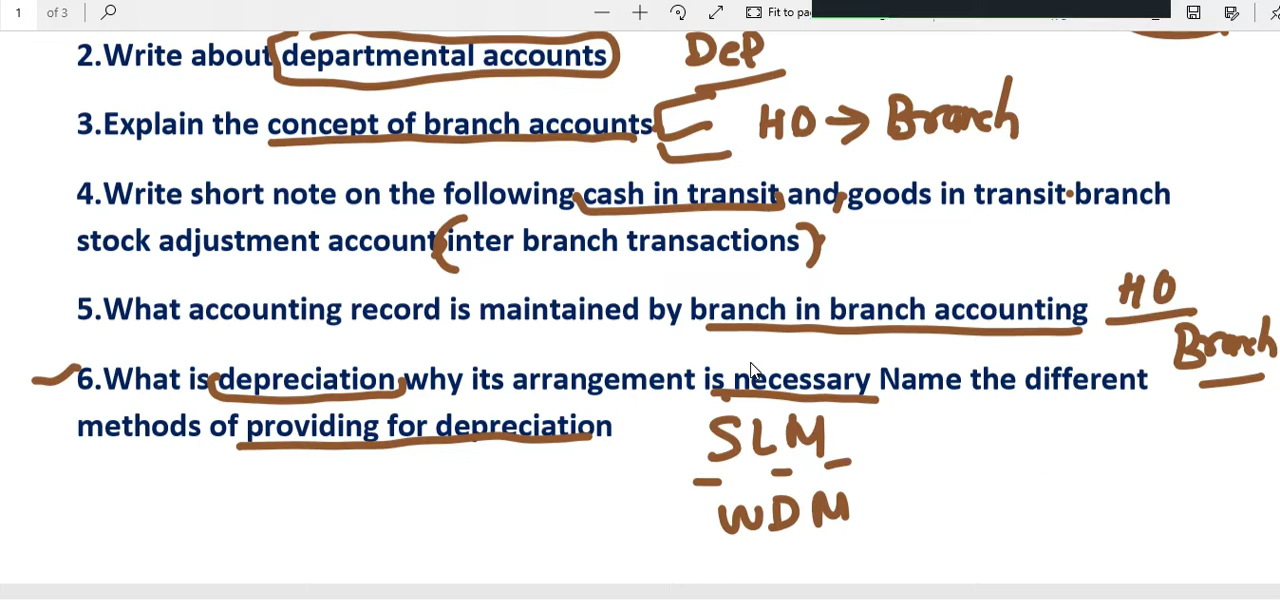 1 of 3 Fit to pa
2.Write about departmental accounts Dep
3.Explain the concept of branch accounts HO → Branch
4.Write short note on the following cash in transit and, goods in transit·branch
stock adjustment account(inter branch transactions)
5.What accounting record is maintained by branch in branch accounting HO
Branch
6.What is depreciation why its arrangement is necessary Name the different
methods of providing for depreciation SLM
WDM